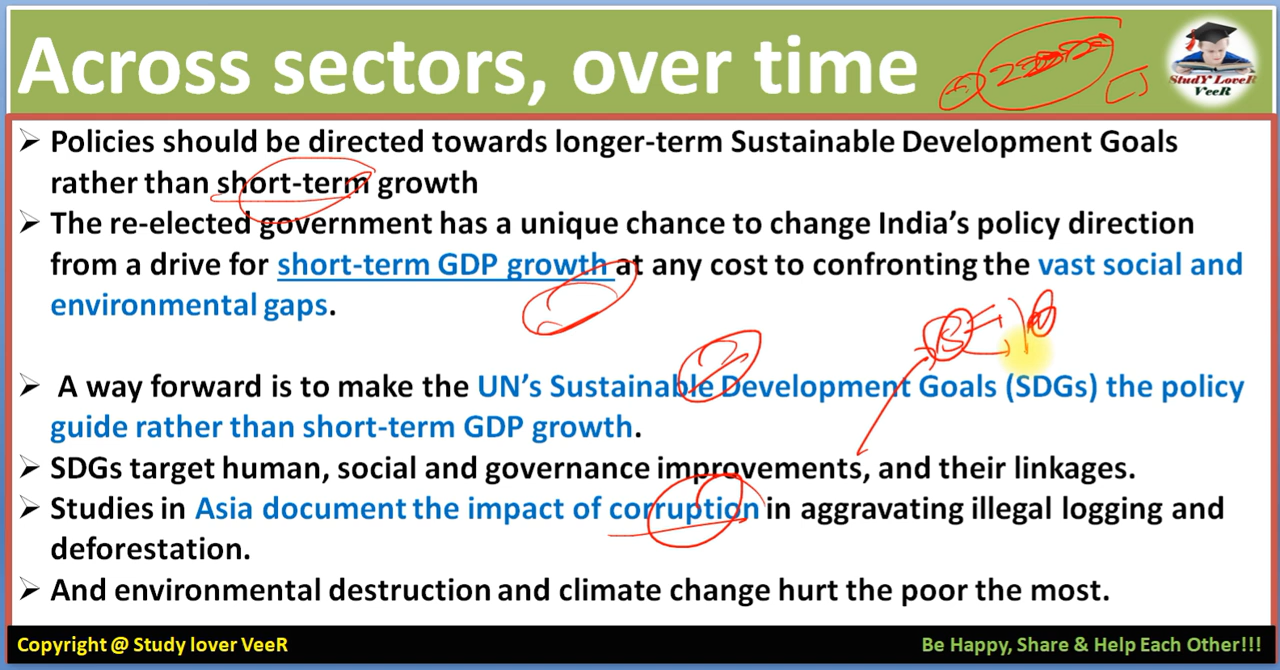 Across sectors, over time
StudY LoveR
VeeR
➢ Policies should be directed towards longer-term Sustainable Development Goals
rather than short-term growth
➢ The re-elected government has a unique chance to change India’s policy direction
from a drive for short-term GDP growth at any cost to confronting the vast social and
environmental gaps.
➢ A way forward is to make the UN’s Sustainable Development Goals (SDGs) the policy
guide rather than short-term GDP growth.
➢ SDGs target human, social and governance improvements, and their linkages.
➢ Studies in Asia document the impact of corruption in aggravating illegal logging and
deforestation.
➢ And environmental destruction and climate change hurt the poor the most.
Copyright @ Study lover VeeR
Be Happy, Share & Help Each Other!!!